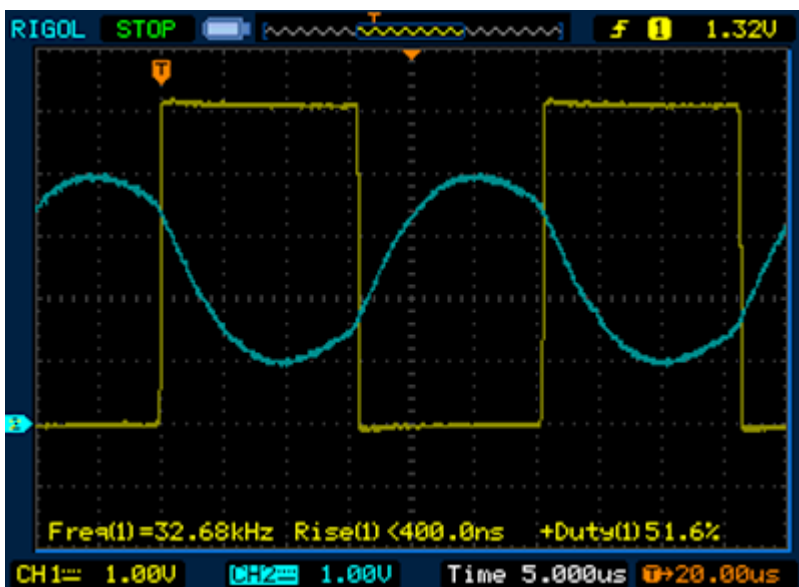 RIGOL STOP T 1 1.32V
T
Freq(1)=32.68kHz Rise(1)<400.0ns +Duty(1)51.6%
CH1 1.00V CH2 1.00V Time 5.000us T→20.00us